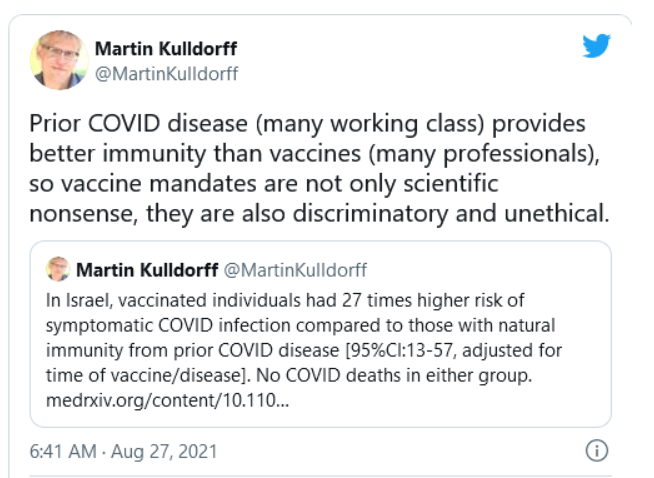 Martin Kulldorff
@MartinKulldorff
Prior COVID disease (many working class) provides
better immunity than vaccines (many professionals),
so vaccine mandates are not only scientific
nonsense, they are also discriminatory and unethical.
Martin Kulldorff @MartinKulldorff
In Israel, vaccinated individuals had 27 times higher risk of
symptomatic COVID infection compared to those with natural
immunity from prior COVID disease [95%CI:13-57, adjusted for
time of vaccine/disease]. No COVID deaths in either group.
medrxiv.org/content/10.110...
6:41 AM · Aug 27, 2021